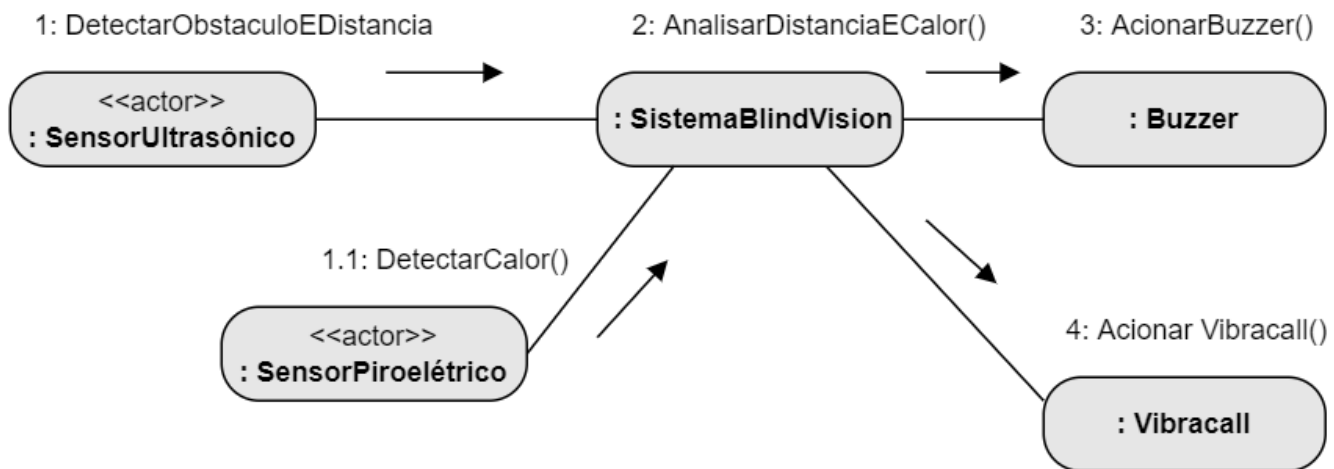 1: DetectarObstaculoEDistancia
2: AnalisarDistanciaECalor()
3: AcionarBuzzer()
<<actor>>
: SensorUltrasônico
: SistemaBlindVision
: Buzzer
1.1: DetectarCalor()
<<actor>>
: SensorPiroelétrico
4: Acionar Vibracall()
: Vibracall